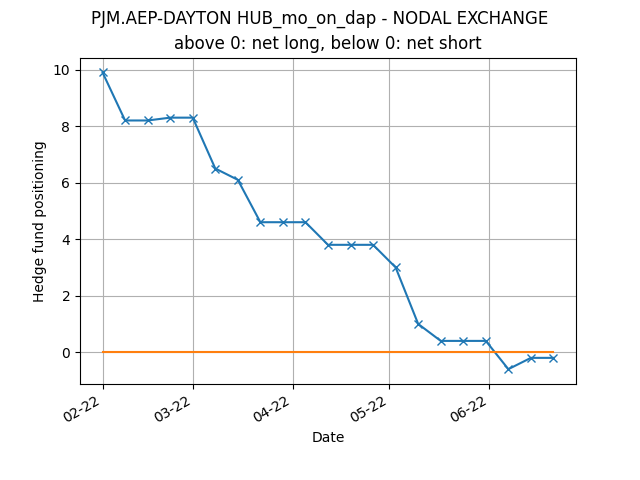 PJM.AEP-DAYTON HUB_mo_on_dap - NODAL EXCHANGE
above 0: net long, below 0: net short
10
8
6
4
2
0
Hedge fund positioning
02-22
03-22
04-22
05-22
06-22
Date